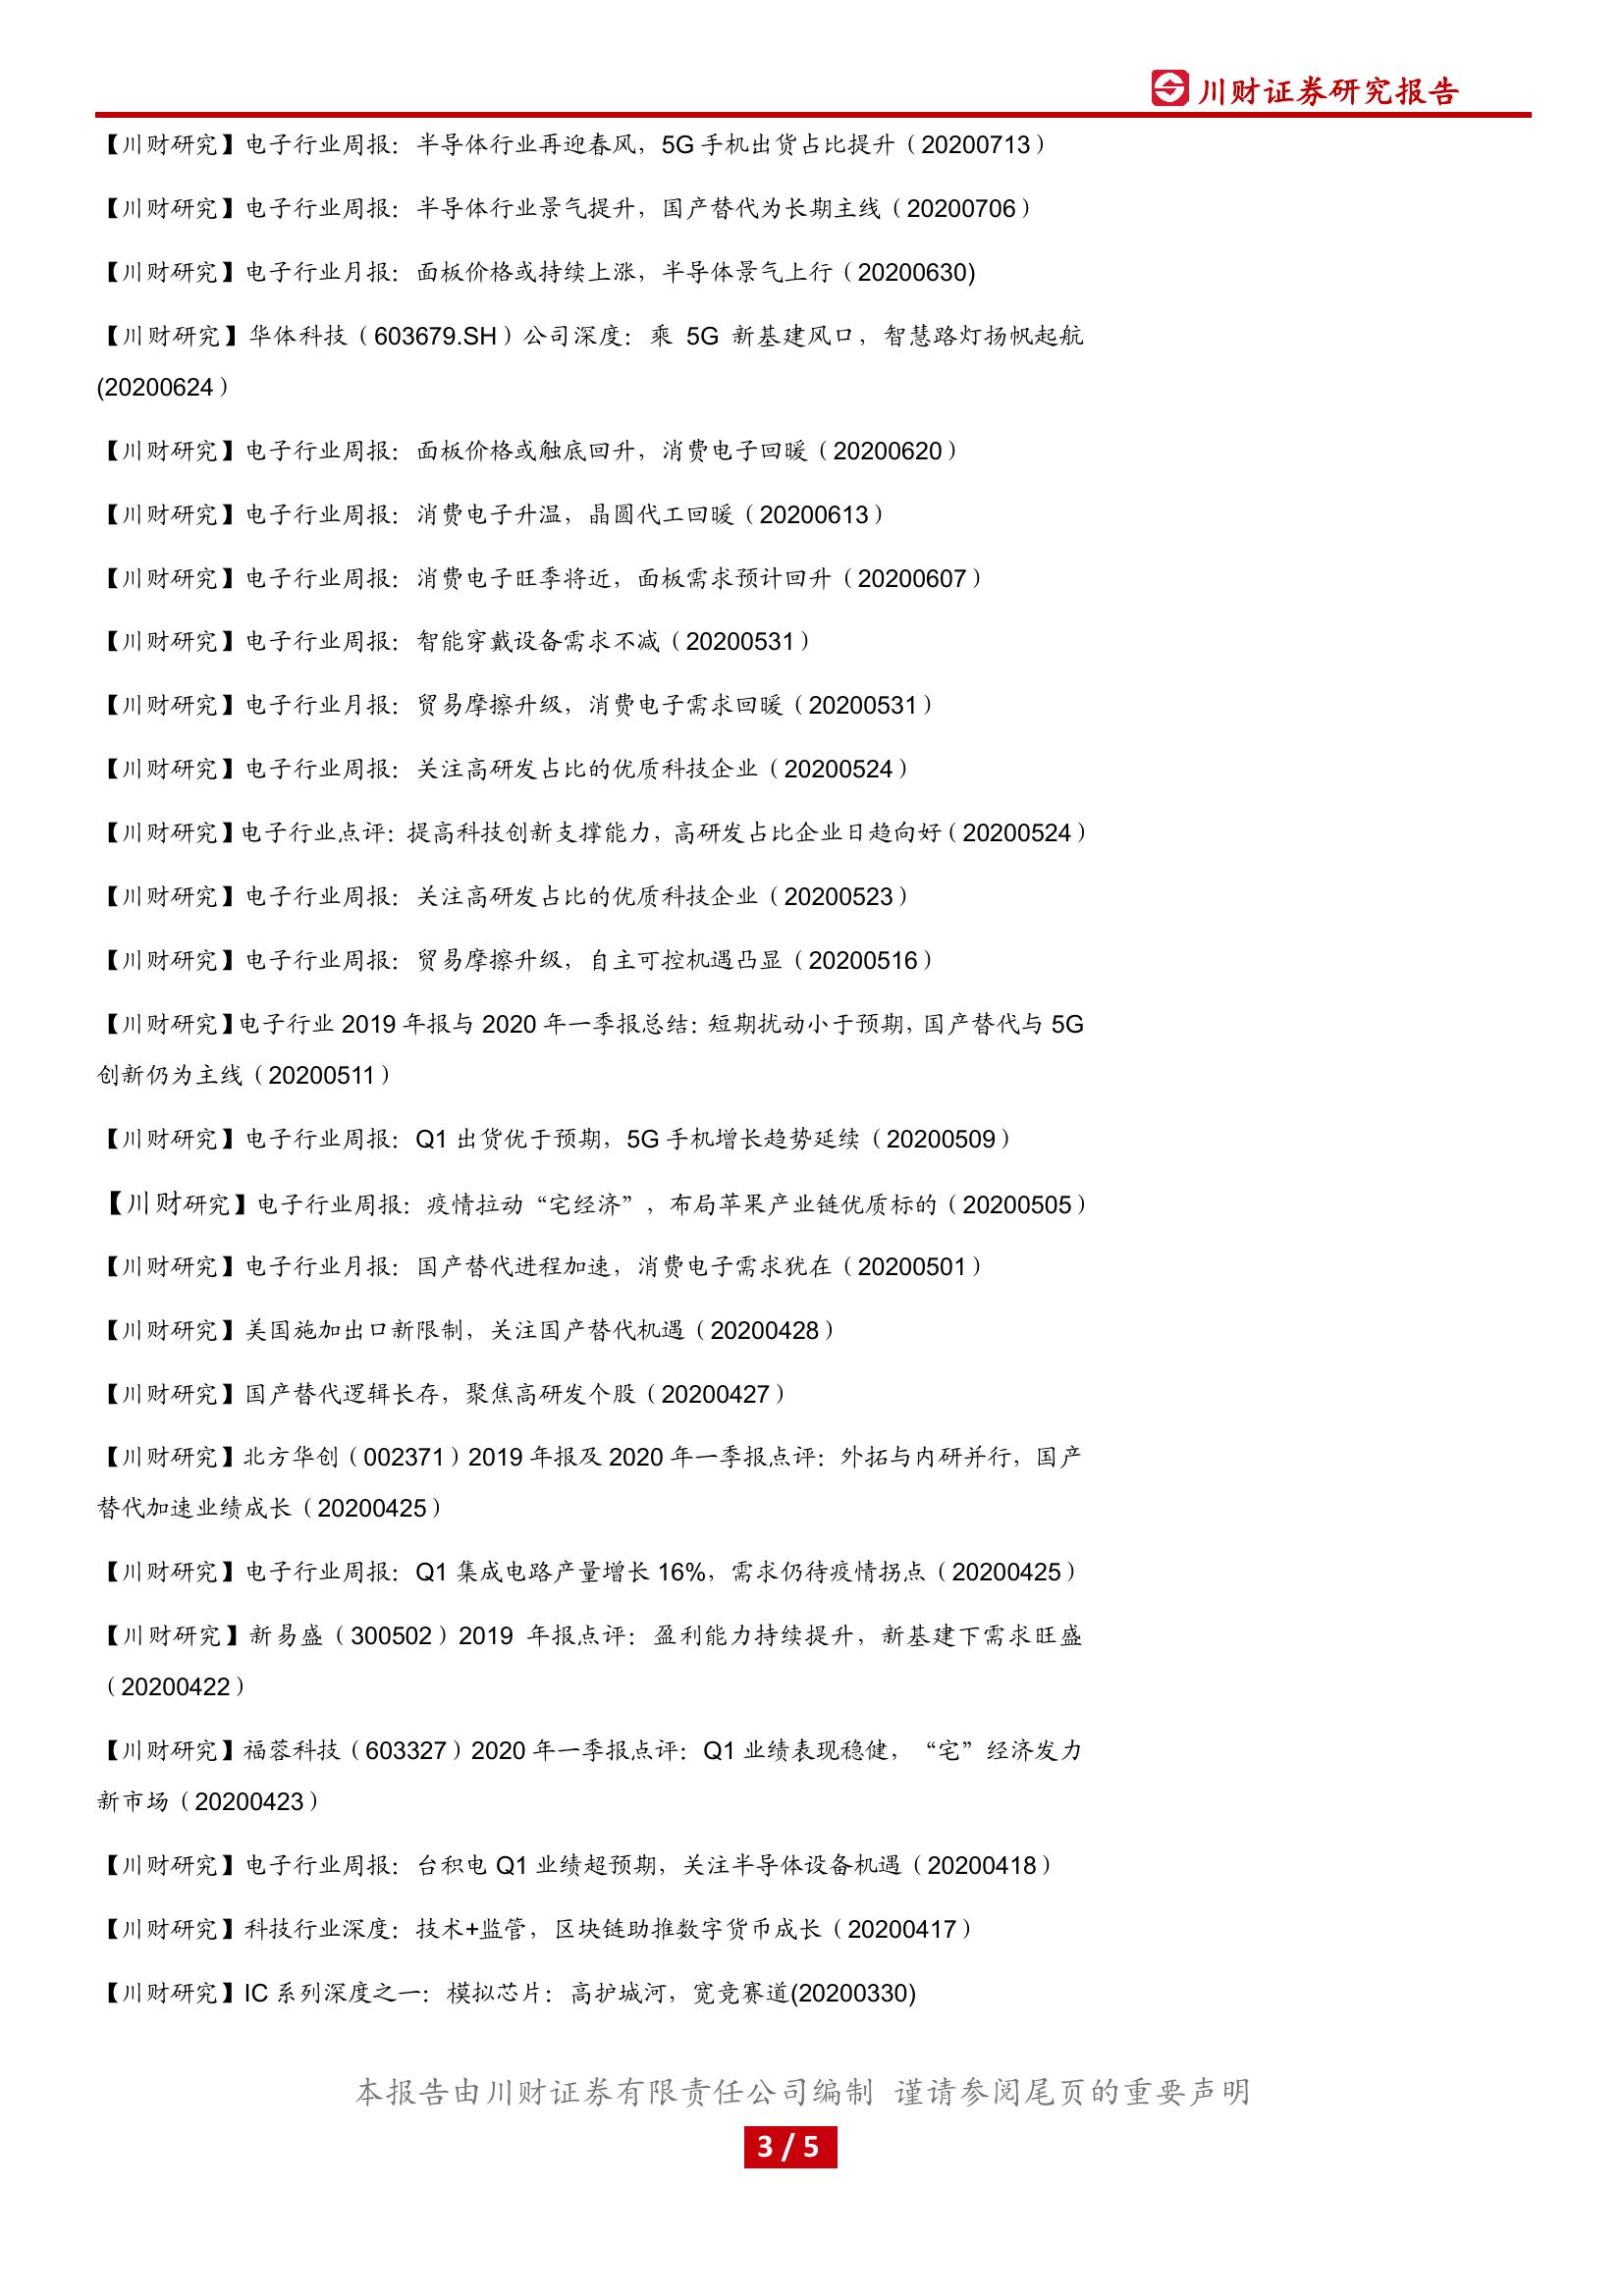 川财证券研究报告
【川财研究】电子行业周报：半导体行业再迎春风，5G 手机出货占比提升（20200713）
【川财研究】电子行业周报：半导体行业景气提升，国产替代为长期主线（20200706）
【川财研究】电子行业月报：面板价格或持续上涨，半导体景气上行（20200630)
【川财研究】华体科技（603679.SH）公司深度：乘 5G 新基建风口，智慧路灯扬帆起航
(20200624）
【川财研究】电子行业周报：面板价格或触底回升，消费电子回暖（20200620）
【川财研究】电子行业周报：消费电子升温，晶圆代工回暖（20200613）
【川财研究】电子行业周报：消费电子旺季将近，面板需求预计回升（20200607）
【川财研究】电子行业周报：智能穿戴设备需求不减（20200531）
【川财研究】电子行业月报：贸易摩擦升级，消费电子需求回暖（20200531）
【川财研究】电子行业周报：关注高研发占比的优质科技企业（20200524）
【川财研究】电子行业点评：提高科技创新支撑能力，高研发占比企业日趋向好（20200524）
【川财研究】电子行业周报：关注高研发占比的优质科技企业（20200523）
【川财研究】电子行业周报：贸易摩擦升级，自主可控机遇凸显（20200516）
【川财研究】电子行业 2019 年报与 2020 年一季报总结：短期扰动小于预期，国产替代与 5G
创新仍为主线（20200511）
【川财研究】电子行业周报：Q1 出货优于预期，5G 手机增长趋势延续（20200509）
【川财研究】电子行业周报：疫情拉动“宅经济”，布局苹果产业链优质标的（20200505）
【川财研究】电子行业月报：国产替代进程加速，消费电子需求犹在（20200501）
【川财研究】美国施加出口新限制，关注国产替代机遇（20200428）
【川财研究】国产替代逻辑长存，聚焦高研发个股（20200427）
【川财研究】北方华创（002371）2019 年报及 2020 年一季报点评：外拓与内研并行，国产
替代加速业绩成长（20200425）
【川财研究】电子行业周报：Q1 集成电路产量增长 16%，需求仍待疫情拐点（20200425）
【川财研究】新易盛（300502）2019 年报点评：盈利能力持续提升，新基建下需求旺盛
（20200422）
【川财研究】福蓉科技（603327）2020 年一季报点评：Q1 业绩表现稳健，“宅”经济发力
新市场（20200423）
【川财研究】电子行业周报：台积电 Q1 业绩超预期，关注半导体设备机遇（20200418）
【川财研究】科技行业深度：技术+监管，区块链助推数字货币成长（20200417）
【川财研究】IC 系列深度之一：模拟芯片：高护城河，宽竞赛道(20200330)
本报告由川财证券有限责任公司编制 谨请参阅尾页的重要声明
3 / 5